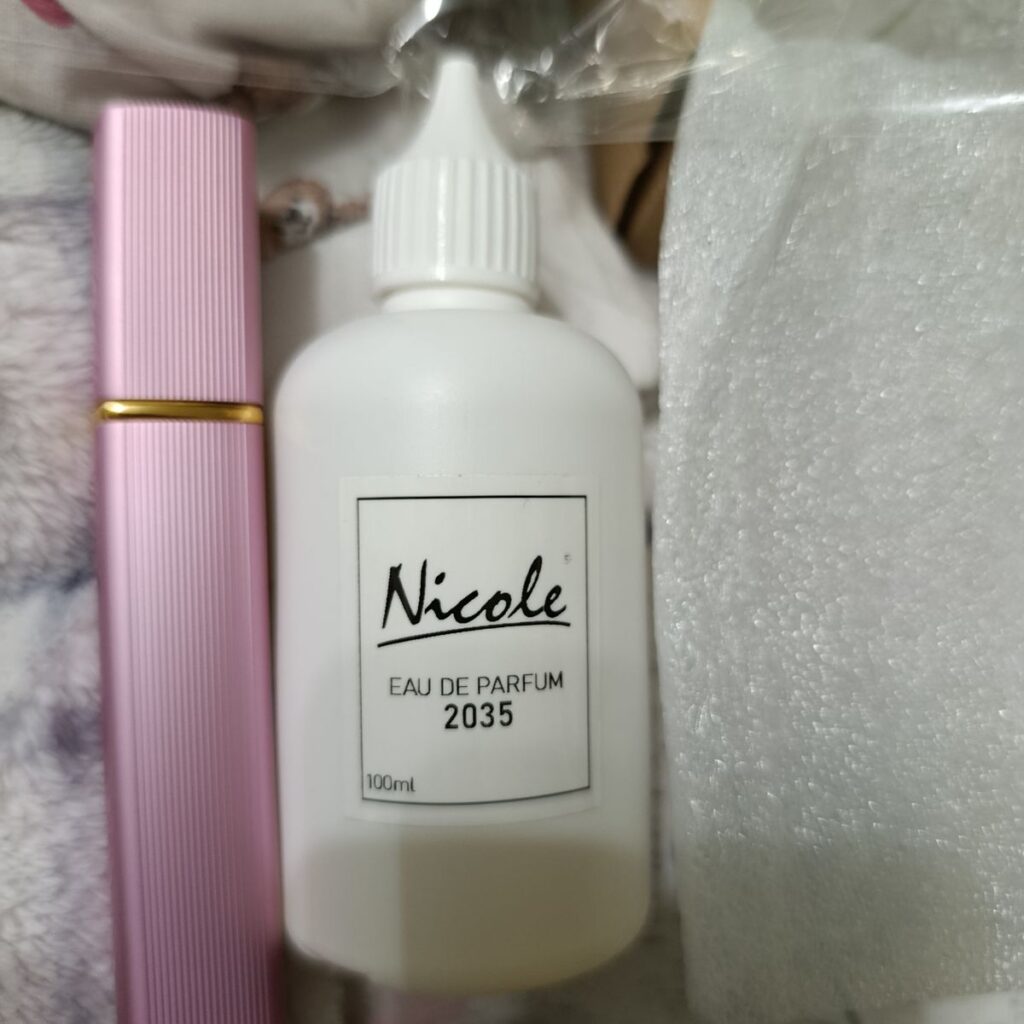 Nicole
EAU DE PARFUM
2035
100ml